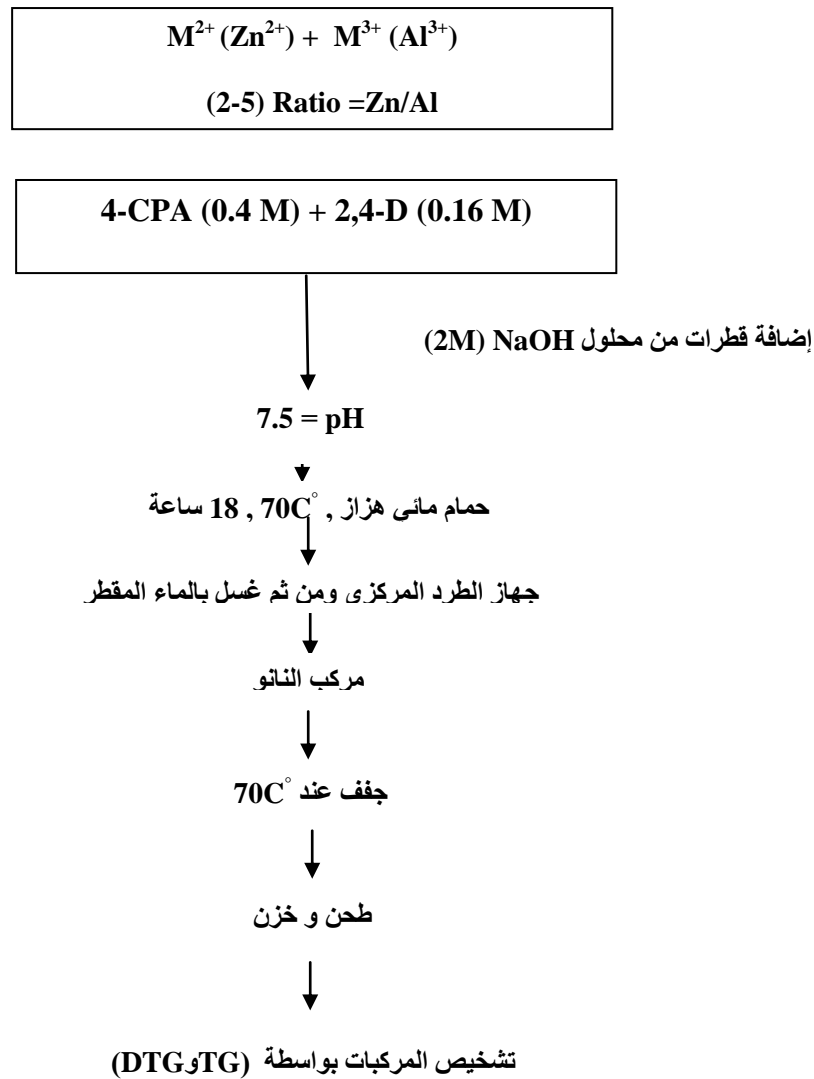 M²⁺ (Zn²⁺) + M³⁺ (Al³⁺)
(2-5) Ratio =Zn/Al
4-CPA (0.4 M) + 2,4-D (0.16 M)
إضافة قطرات من محلول NaOH (2M)
7.5 = pH
حمام مائي هزاز , 70C° , 18 ساعة
جهاز الطرد المركزي ومن ثم غسل بالماء المقطر
مركب النانو
جفف عند 70C°
طحن و خزن
تشخيص المركبات بواسطة (TGوDTG)